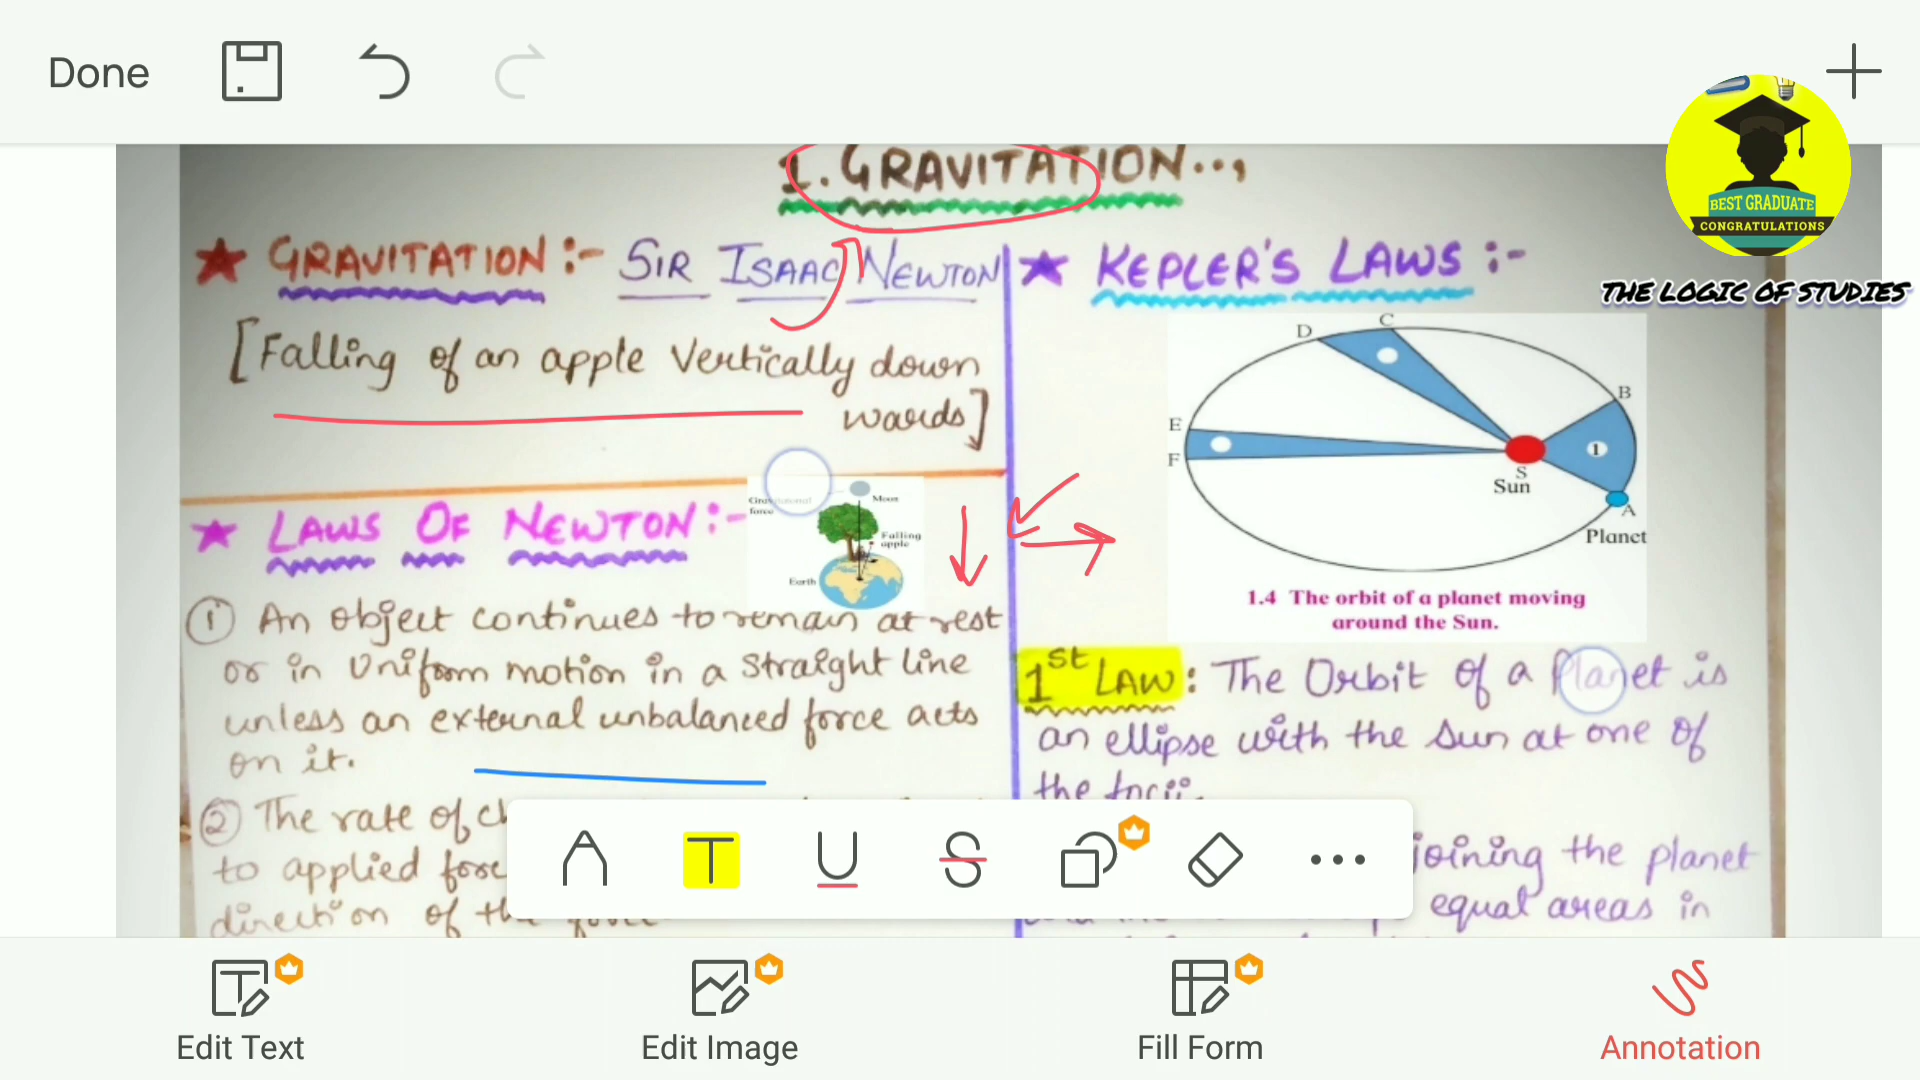 Done
1. GRAVITATION..,
BEST GRADUATE
CONGRATULATIONS
THE LOGIC OF STUDIES
★ GRAVITATION :- SIR ISAAC NEWTON
[Falling of an apple Vertically down
wards]
★ LAWS OF NEWTON:-
Gravitational
force
Moon
Falling
apple
Earth
① An object continues to remain at rest
or in Uniform motion in a straight line
unless an external unbalanced force acts
on it.
② The rate of
to applied
direction of the
★ KEPLER'S LAWS :-
D
C
B
E
F
1
S
Sun
A
Planet
1.4 The orbit of a planet moving
around the Sun.
1st LAW: The Orbit of a Planet is
an ellipse with the Sun at one of
the focii.
joining the planet
equal areas in
A T U S
Edit Text
Edit Image
Fill Form
Annotation